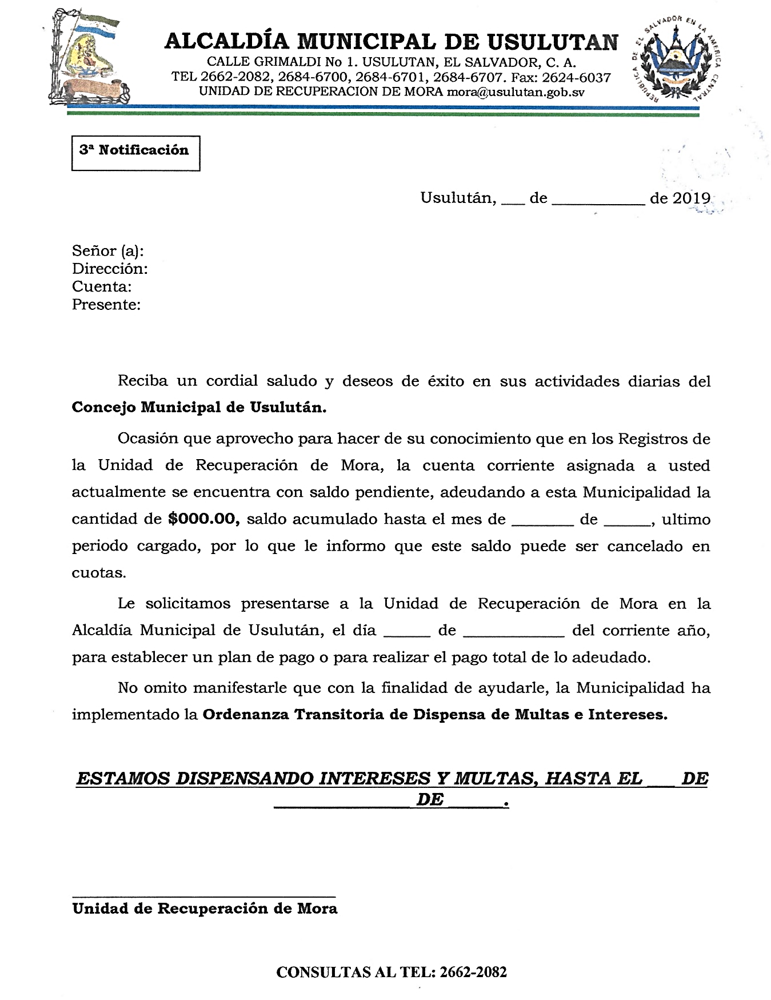 ALCALDÍA MUNICIPAL DE USULUTAN
CALLE GRIMALDI No 1. USULUTAN, EL SALVADOR, C. A.
TEL 2662-2082, 2684-6700, 2684-6701, 2684-6707. Fax: 2624-6037
UNIDAD DE RECUPERACION DE MORA mora@usulutan.gob.sv
REPUBLICA DE EL SALVADOR EN LA AMERICA CENTRAL
3ª Notificación
Usulután, ___ de ____________ de 2019
Señor (a):
Dirección:
Cuenta:
Presente:
Reciba un cordial saludo y deseos de éxito en sus actividades diarias del
Concejo Municipal de Usulután.
Ocasión que aprovecho para hacer de su conocimiento que en los Registros de
la Unidad de Recuperación de Mora, la cuenta corriente asignada a usted
actualmente se encuentra con saldo pendiente, adeudando a esta Municipalidad la
cantidad de $000.00, saldo acumulado hasta el mes de ________ de ______, ultimo
periodo cargado, por lo que le informo que este saldo puede ser cancelado en
cuotas.
Le solicitamos presentarse a la Unidad de Recuperación de Mora en la
Alcaldía Municipal de Usulután, el día ______ de _____________ del corriente año,
para establecer un plan de pago o para realizar el pago total de lo adeudado.
No omito manifestarle que con la finalidad de ayudarle, la Municipalidad ha
implementado la Ordenanza Transitoria de Dispensa de Multas e Intereses.
ESTAMOS DISPENSANDO INTERESES Y MULTAS, HASTA EL ___ DE
_______________ DE ______.
__________________________________
Unidad de Recuperación de Mora
CONSULTAS AL TEL: 2662-2082